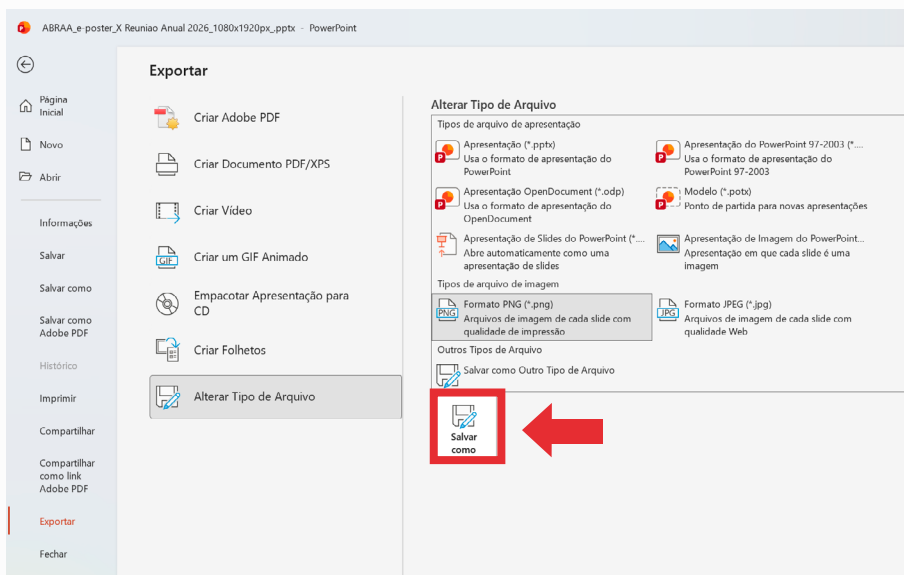 ABRAA_e-poster_X Reuniao Anual 2026_1080x1920px_.pptx - PowerPoint
Página
Inicial
Novo
Abrir
Informações
Salvar
Salvar como
Salvar como
Adobe PDF
Histórico
Imprimir
Compartilhar
Compartilhar
como link
Adobe PDF
Exportar
Fechar
Exportar
Criar Adobe PDF
Criar Documento PDF/XPS
Criar Vídeo
GIF
Criar um GIF Animado
Empacotar Apresentação para
CD
Criar Folhetos
Alterar Tipo de Arquivo
Alterar Tipo de Arquivo
Tipos de arquivo de apresentação
Apresentação (*.pptx)
Usa o formato de apresentação do
PowerPoint
Apresentação do PowerPoint 97-2003 (*....
Usa o formato de apresentação do
PowerPoint 97-2003
Apresentação OpenDocument (*.odp)
Usa o formato de apresentação do
OpenDocument
Modelo (*.potx)
Ponto de partida para novas apresentações
Apresentação de Slides do PowerPoint (*....
Abre automaticamente como uma
apresentação de slides
Apresentação de Imagem do PowerPoint...
Apresentação em que cada slide é uma
imagem
Tipos de arquivo de imagem
PNG
Formato PNG (*.png)
Arquivos de imagem de cada slide com
qualidade de impressão
JPG
Formato JPEG (*.jpg)
Arquivos de imagem de cada slide com
qualidade Web
Outros Tipos de Arquivo
Salvar como Outro Tipo de Arquivo
Salvar
como